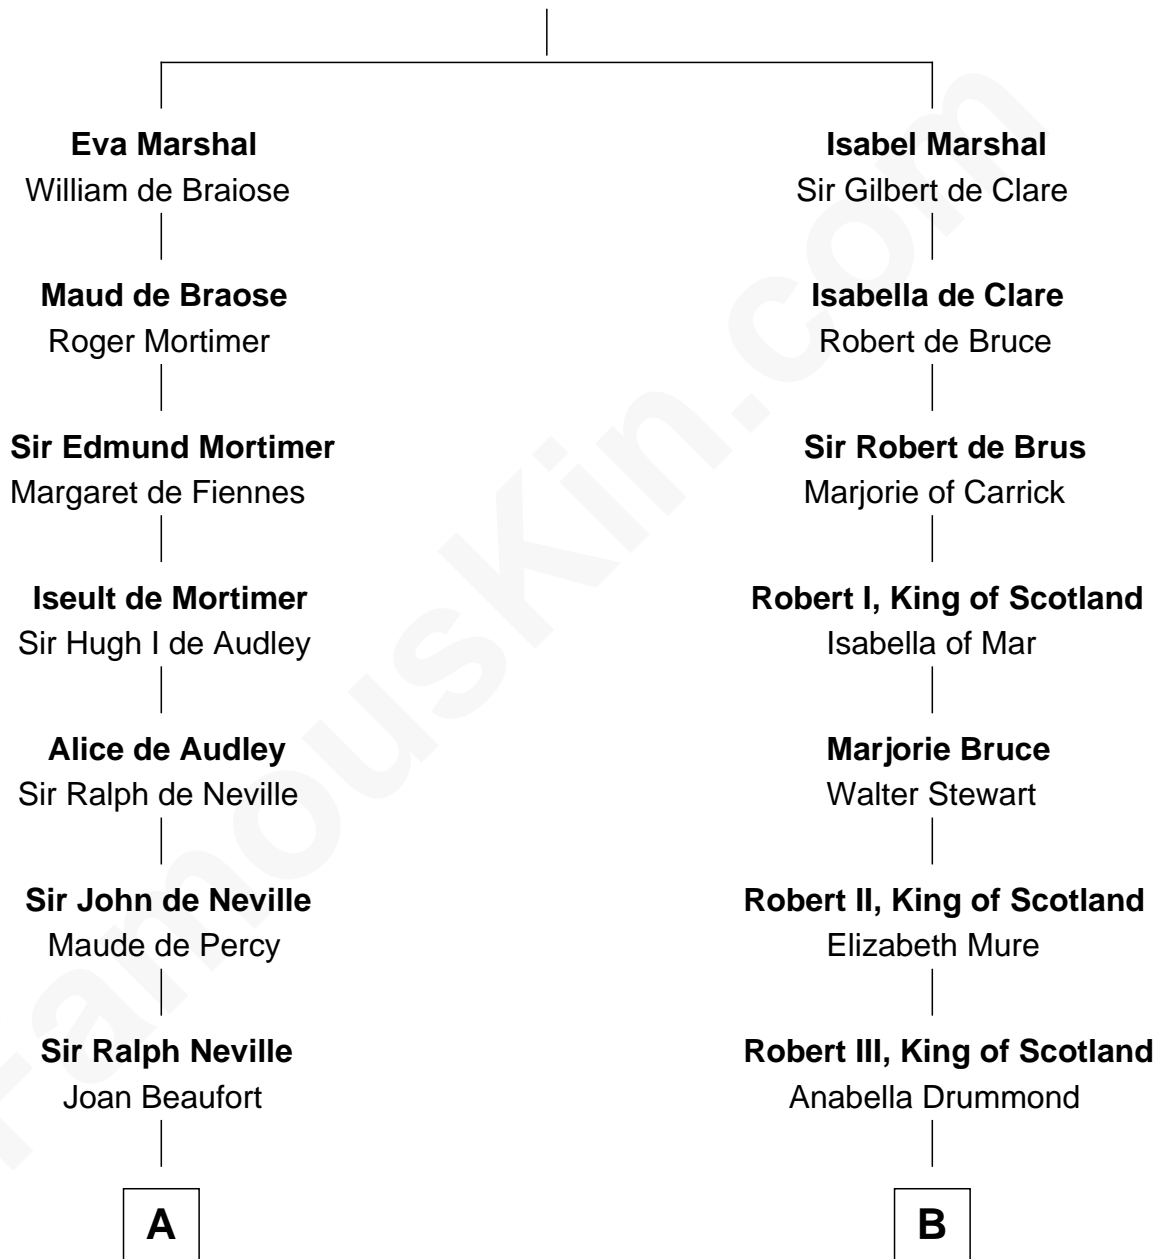 Eva Marshal
William de Braiose
Isabel Marshal
Sir Gilbert de Clare
Maud de Braose
Roger Mortimer
Isabella de Clare
Robert de Bruce
Sir Edmund Mortimer
Margaret de Fiennes
Sir Robert de Brus
Marjorie of Carrick
Iseult de Mortimer
Sir Hugh I de Audley
Robert I, King of Scotland
Isabella of Mar
Alice de Audley
Sir Ralph de Neville
Marjorie Bruce
Walter Stewart
Sir John de Neville
Maude de Percy
Robert II, King of Scotland
Elizabeth Mure
Sir Ralph Neville
Joan Beaufort
Robert III, King of Scotland
Anabella Drummond
A
B
FamousKin.com